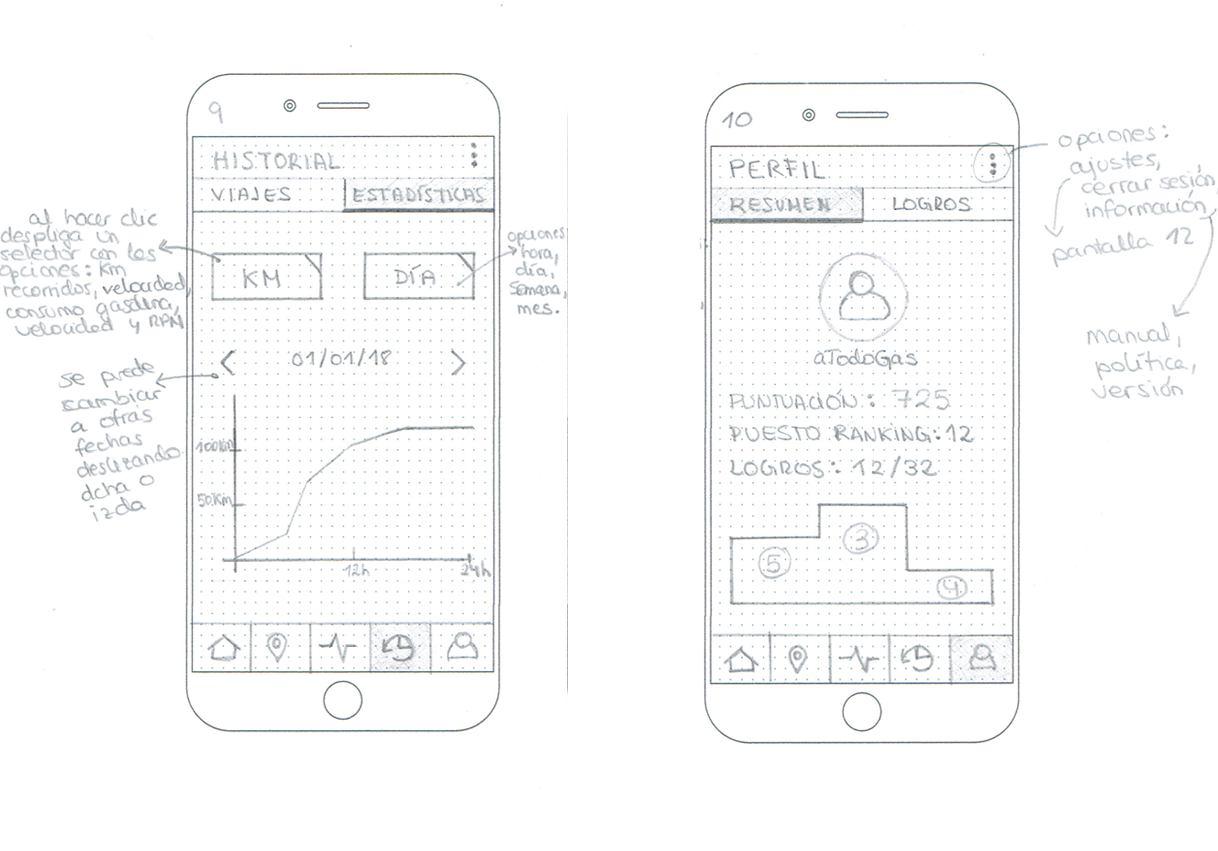 9
HISTORIAL
VIAJES
ESTADÍSTICAS
al hacer clic
despliga un
selector con las
opciones: Km
recorridos, velocidad,
consumo gasolina,
velocidad y RPM
KM
DÍA
opciones:
hora,
día,
semana,
mes.
01/01/18
se puede
cambiar
a otras
fechas
deslizando
dcha o
izda
100km
50km
12h
24h
10
PERFIL
RESUMEN
LOGROS
opciones:
ajustes,
cerrar sesión,
información,
pantalla 12
manual,
política,
versión
aTodoGas
PUNTUACIÓN: 725
PUESTO RANKING: 12
LOGROS: 12/32
3
5
4